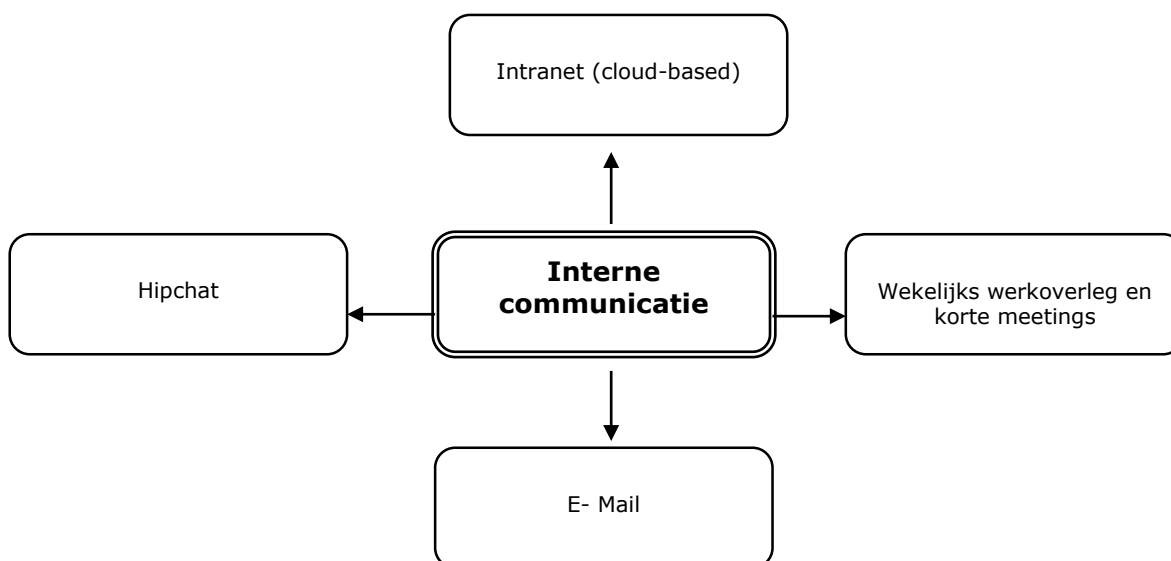 Intranet (cloud-based)
Hipchat
Interne
communicatie
Wekelijks werkoverleg en
korte meetings
E- Mail